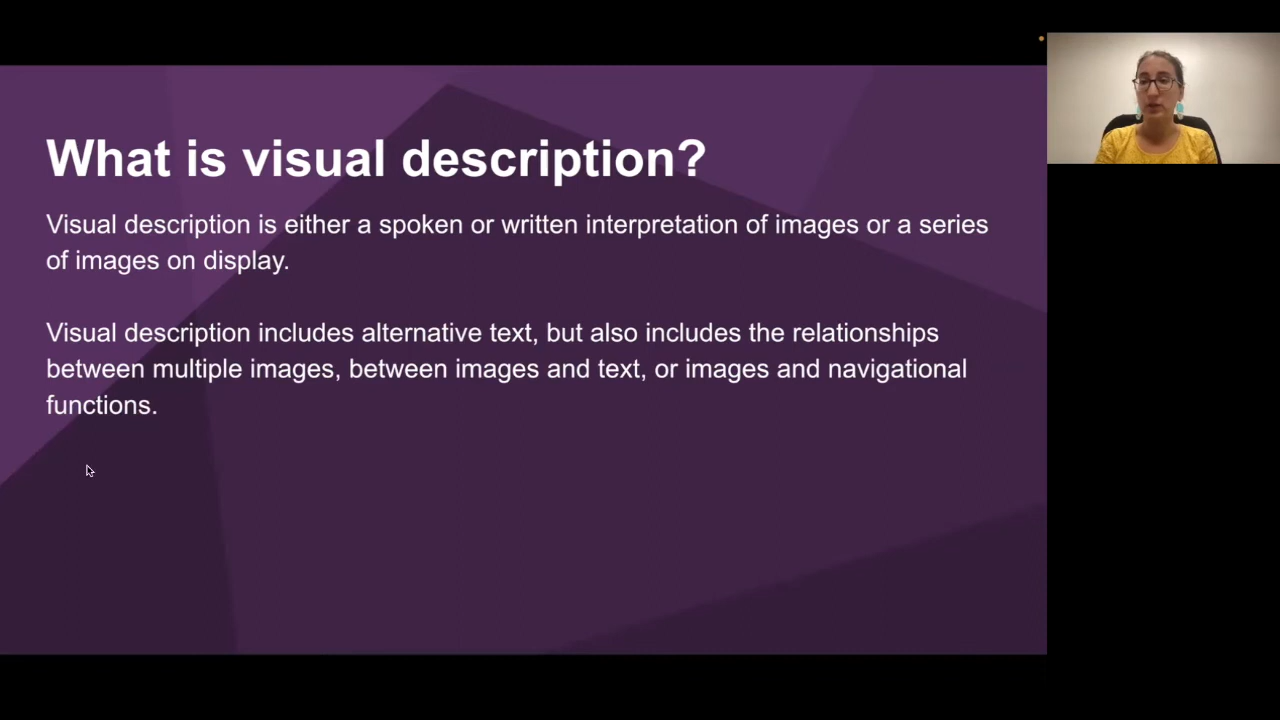 What is visual description?
Visual description is either a spoken or written interpretation of images or a series
of images on display.
Visual description includes alternative text, but also includes the relationships
between multiple images, between images and text, or images and navigational
functions.